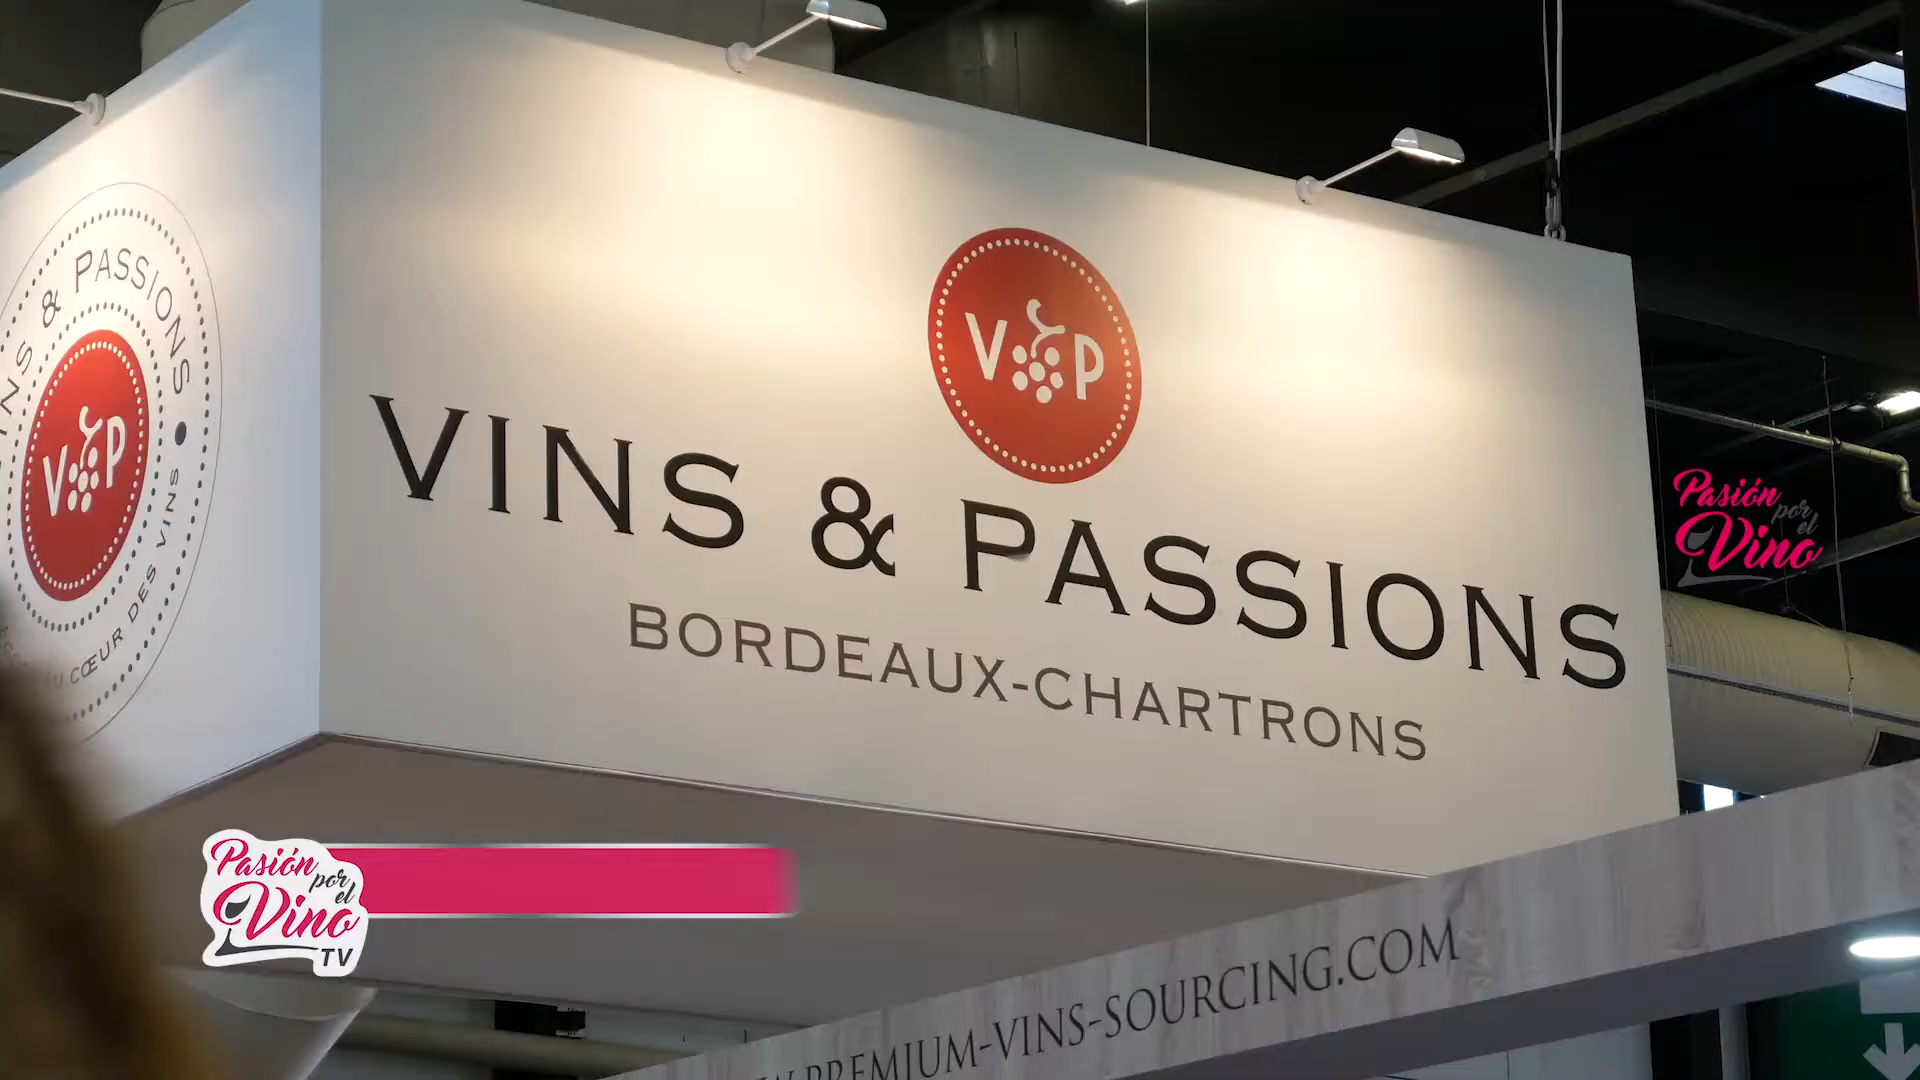 VINS & PASSIONS
V P
AU CŒUR DES VINS
V P
VINS & PASSIONS
BORDEAUX-CHARTRONS
Pasión
por
el
Vino
Pasión
por
el
Vino
TV
PREMIUM-VINS-SOURCING.COM